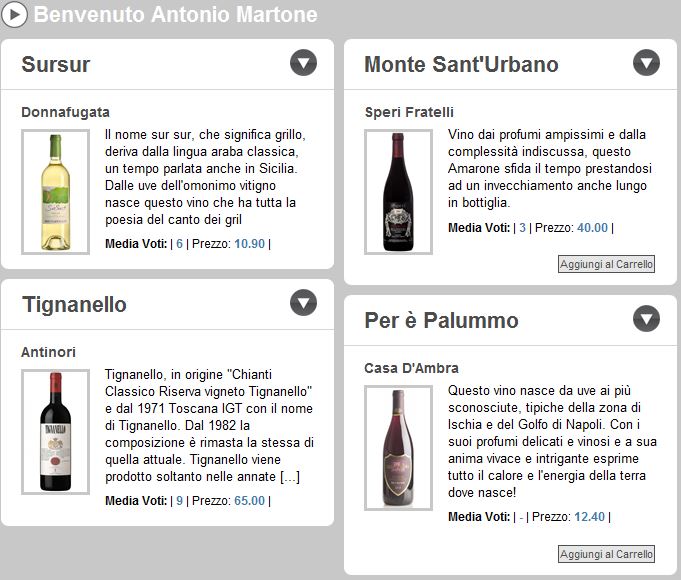 Benvenuto Antonio Martone
Sursur
Donnafugata
Il nome sur sur, che significa grillo,
deriva dalla lingua araba classica,
un tempo parlata anche in Sicilia.
Dalle uve dell'omonimo vitigno
nasce questo vino che ha tutta la
poesia del canto dei gril
Media Voti: | 6 | Prezzo: 10.90 |
Tignanello
Antinori
TIGNANELLO
Tignanello, in origine "Chianti
Classico Riserva vigneto Tignanello"
e dal 1971 Toscana IGT con il nome
di Tignanello. Dal 1982 la
composizione è rimasta la stessa di
quella attuale. Tignanello viene
prodotto soltanto nelle annate [...]
Media Voti: | 9 | Prezzo: 65.00 |
Monte Sant'Urbano
Speri Fratelli
Vino dai profumi ampissimi e dalla
complessità indiscussa, questo
Amarone sfida il tempo prestandosi
ad un invecchiamento anche lungo
in bottiglia.
Media Voti: | 3 | Prezzo: 40.00 |
Aggiungi al Carrello
Per è Palummo
Casa D'Ambra
Questo vino nasce da uve ai più
sconosciute, tipiche della zona di
Ischia e del Golfo di Napoli. Con i
suoi profumi delicati e vinosi e a sua
anima vivace e intrigante esprime
tutto il calore e l'energia della terra
dove nasce!
Media Voti: | - | Prezzo: 12.40 |
Aggiungi al Carrello